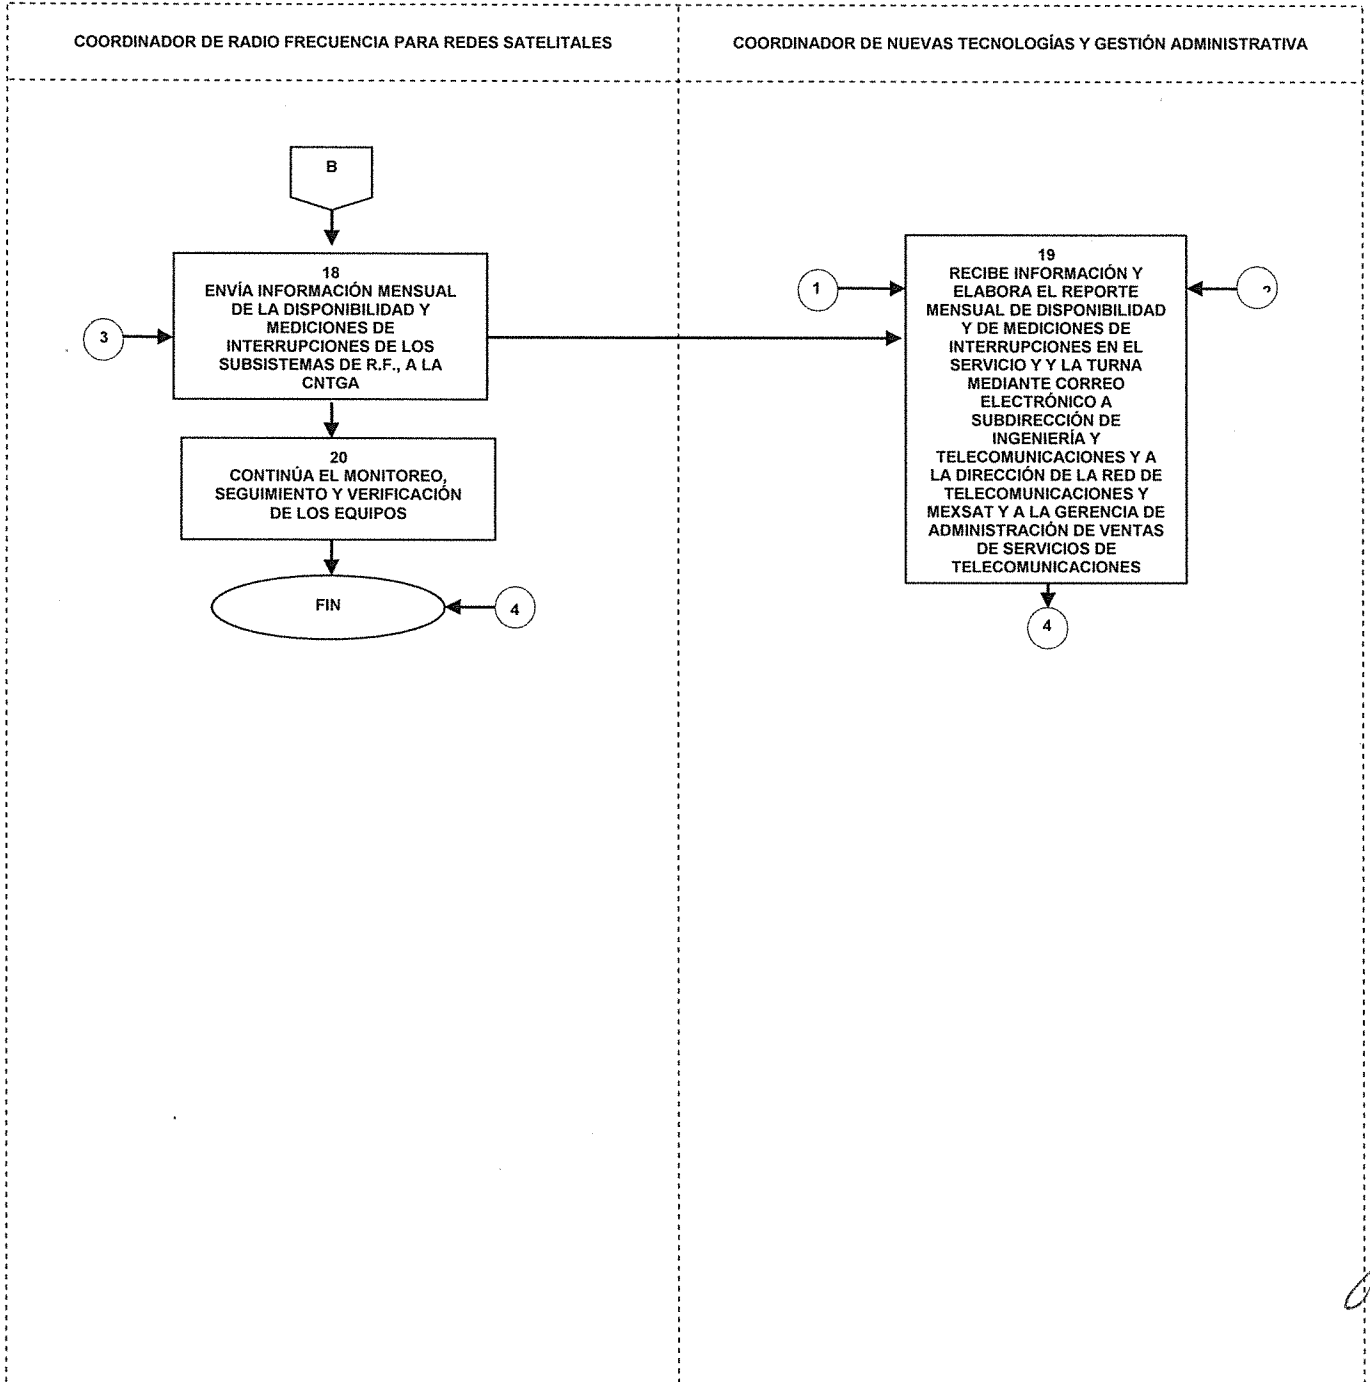 COORDINADOR DE RADIO FRECUENCIA PARA REDES SATELITALES
COORDINADOR DE NUEVAS TECNOLOGÍAS Y GESTIÓN ADMINISTRATIVA
B
18
ENVÍA INFORMACIÓN MENSUAL
DE LA DISPONIBILIDAD Y
MEDICIONES DE
INTERRUPCIONES DE LOS
SUBSISTEMAS DE R.F., A LA
CNTGA
3
20
CONTINÚA EL MONITOREO,
SEGUIMIENTO Y VERIFICACIÓN
DE LOS EQUIPOS
FIN
4
1
19
RECIBE INFORMACIÓN Y
ELABORA EL REPORTE
MENSUAL DE DISPONIBILIDAD
Y DE MEDICIONES DE
INTERRUPCIONES EN EL
SERVICIO Y Y LA TURNA
MEDIANTE CORREO
ELECTRÓNICO A
SUBDIRECCIÓN DE
INGENIERÍA Y
TELECOMUNICACIONES Y A
LA DIRECCIÓN DE LA RED DE
TELECOMUNICACIONES Y
MEXSAT Y A LA GERENCIA DE
ADMINISTRACIÓN DE VENTAS
DE SERVICIOS DE
TELECOMUNICACIONES
4